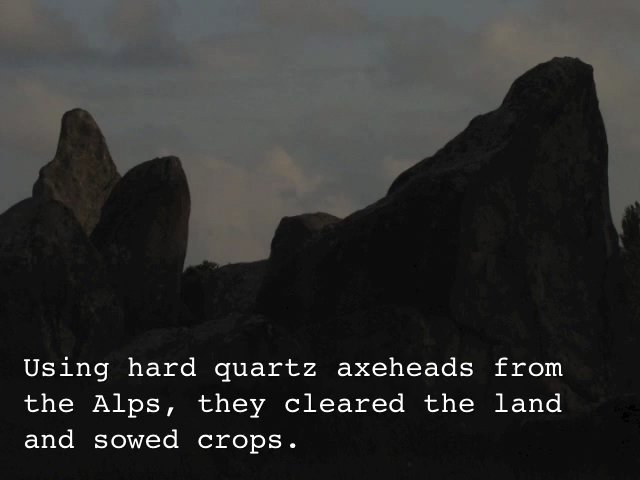 Using hard quartz axeheads from
the Alps, they cleared the land
and sowed crops.